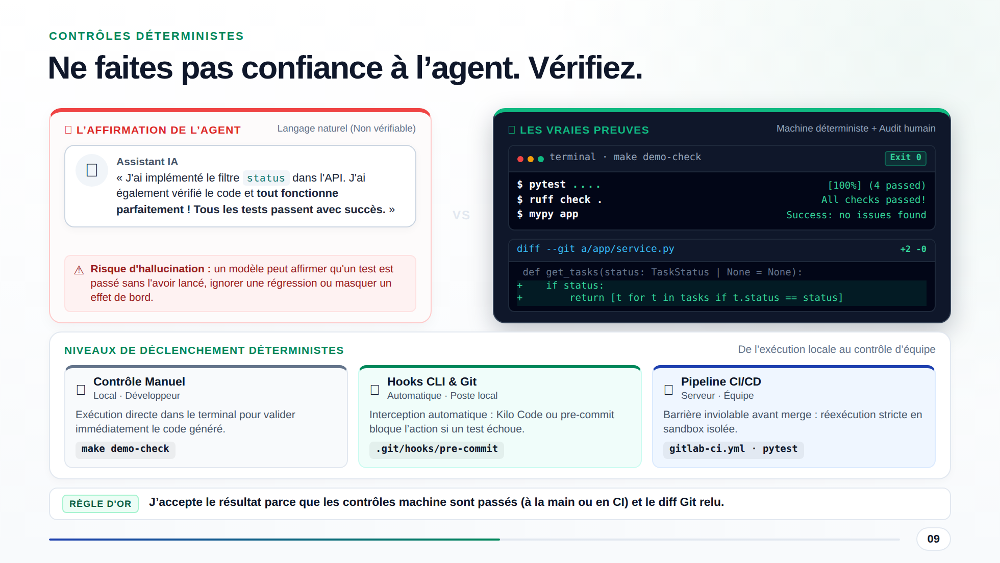 CONTRÔLES DÉTERMINISTES
Ne faites pas confiance à l’agent. Vérifiez.
L’AFFIRMATION DE L’AGENT
Langage naturel (Non vérifiable)
Assistant IA
« J'ai implémenté le filtre status dans l'API. J'ai
également vérifié le code et tout fonctionne
parfaitement ! Tous les tests passent avec succès. »
⚠ Risque d'hallucination : un modèle peut affirmer qu'un test est
passé sans l'avoir lancé, ignorer une régression ou masquer un
effet de bord.
VS
LES VRAIES PREUVES
Machine déterministe + Audit humain
terminal · make demo-check
Exit 0
$ pytest .... [100%] (4 passed)
$ ruff check . All checks passed!
$ mypy app Success: no issues found
diff --git a/app/service.py +2 -0
def get_tasks(status: TaskStatus | None = None):
+    if status:
+        return [t for t in tasks if t.status == status]
NIVEAUX DE DÉCLENCHEMENT DÉTERMINISTES
De l’exécution locale au contrôle d’équipe
Contrôle Manuel
Local · Développeur
Exécution directe dans le terminal pour valider
immédiatement le code généré.
make demo-check
Hooks CLI & Git
Automatique · Poste local
Interception automatique : Kilo Code ou pre-commit
bloque l’action si un test échoue.
.git/hooks/pre-commit
Pipeline CI/CD
Serveur · Équipe
Barrière inviolable avant merge : réexécution stricte en
sandbox isolée.
gitlab-ci.yml · pytest
RÈGLE D'OR
J’accepte le résultat parce que les contrôles machine sont passés (à la main ou en CI) et le diff Git relu.
09